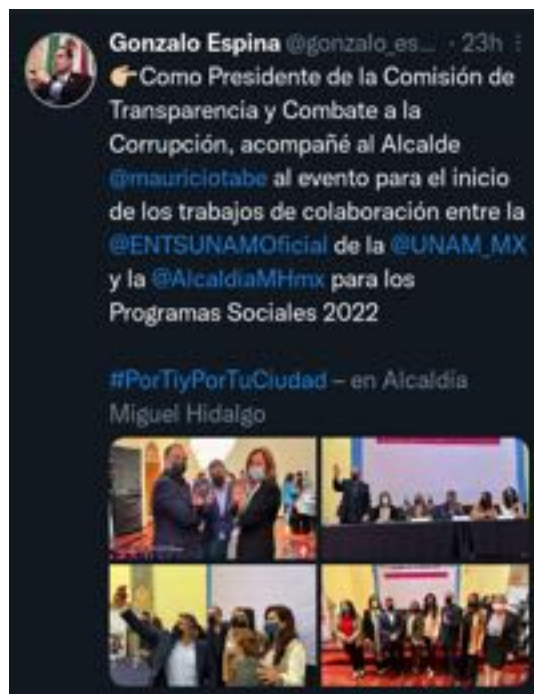 Gonzalo Espina @gonzalo_es... · 23h
👉🏼Como Presidente de la Comisión de
Transparencia y Combate a la
Corrupción, acompañé al Alcalde
@mauriciotabe al evento para el inicio
de los trabajos de colaboración entre la
@ENTSUNAMOficial de la @UNAM_MX
y la @AlcaldiaMHmx para los
Programas Sociales 2022
#PorTiyPorTuCiudad – en Alcaldía
Miguel Hidalgo